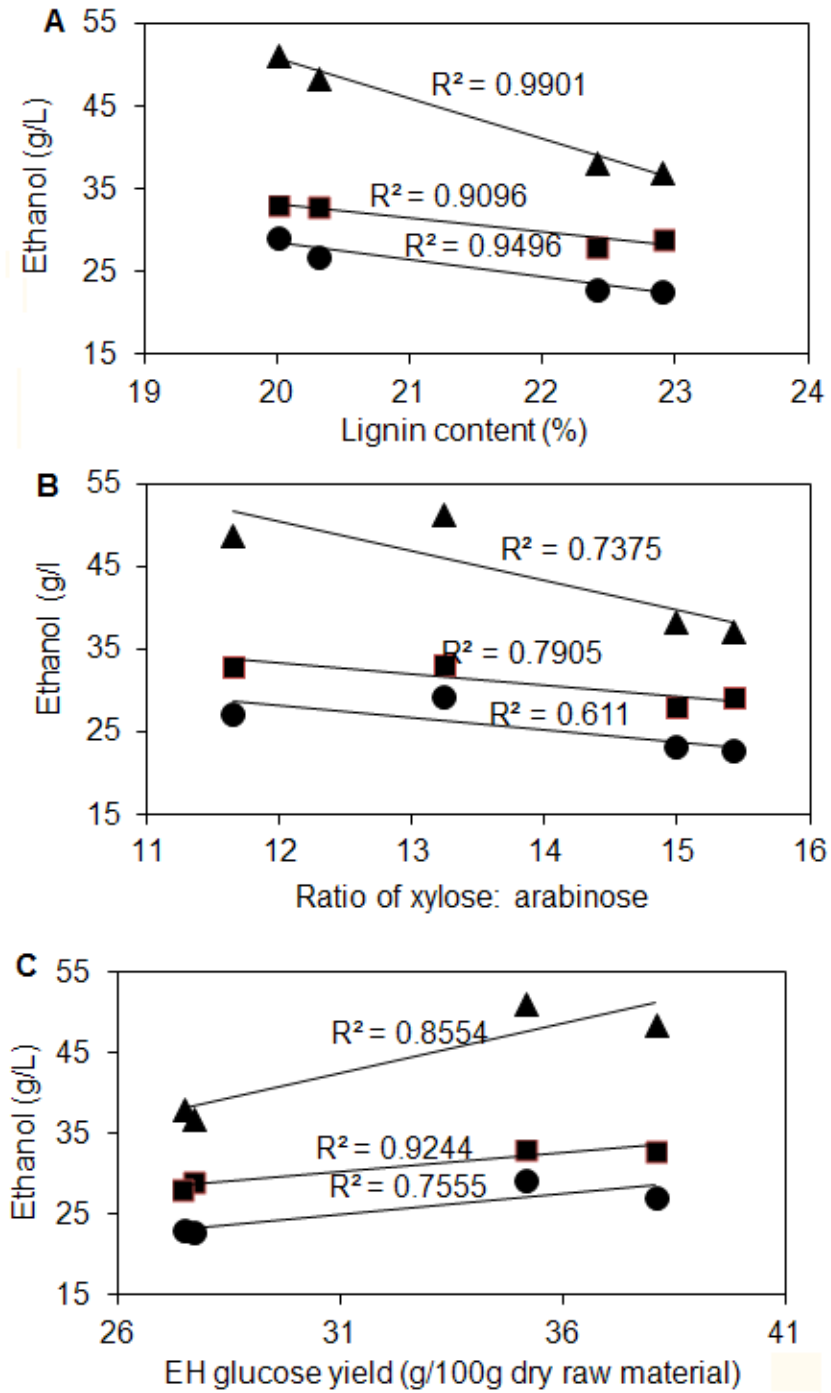 A
55
45
35
25
15
Ethanol (g/L)
R² = 0.9901
R² = 0.9096
R² = 0.9496
19 20 21 22 23 24
Lignin content (%)
B
55
45
35
25
15
Ethanol (g/l
R² = 0.7375
R² = 0.7905
R² = 0.611
11 12 13 14 15 16
Ratio of xylose: arabinose
C
55
45
35
25
15
Ethanol (g/L)
R² = 0.8554
R² = 0.9244
R² = 0.7555
26 31 36 41
EH glucose yield (g/100g dry raw material)